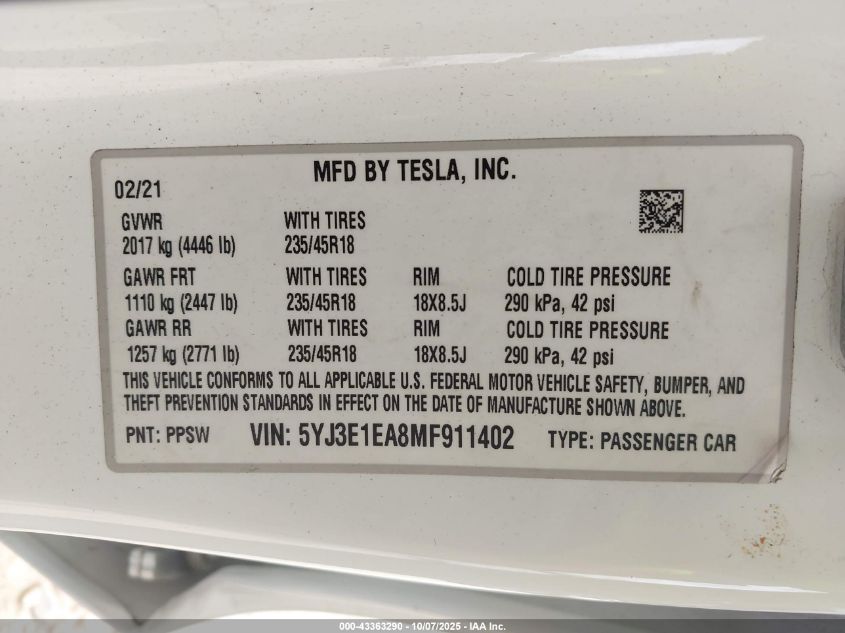 MFD BY TESLA, INC.
02/21
GVWR WITH TIRES
2017 kg (4446 lb) 235/45R18
GAWR FRT WITH TIRES RIM COLD TIRE PRESSURE
1110 kg (2447 lb) 235/45R18 18X8.5J 290 kPa, 42 psi
GAWR RR WITH TIRES RIM COLD TIRE PRESSURE
1257 kg (2771 lb) 235/45R18 18X8.5J 290 kPa, 42 psi
THIS VEHICLE CONFORMS TO ALL APPLICABLE U.S. FEDERAL MOTOR VEHICLE SAFETY, BUMPER, AND
THEFT PREVENTION STANDARDS IN EFFECT ON THE DATE OF MANUFACTURE SHOWN ABOVE.
PNT: PPSW VIN: 5YJ3E1EA8MF911402 TYPE: PASSENGER CAR
000-43363290 - 10/07/2025 - IAA Inc.